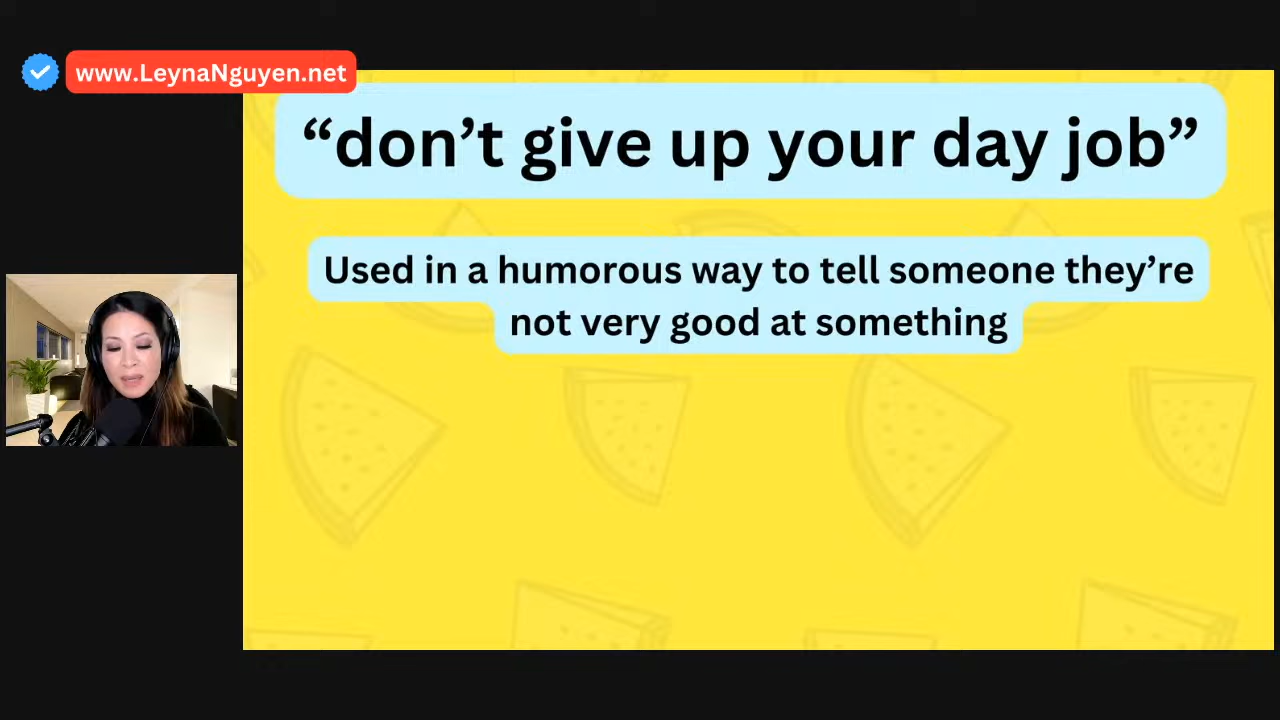 www.LeynaNguyen.net
“don’t give up your day job”
Used in a humorous way to tell someone they’re
not very good at something